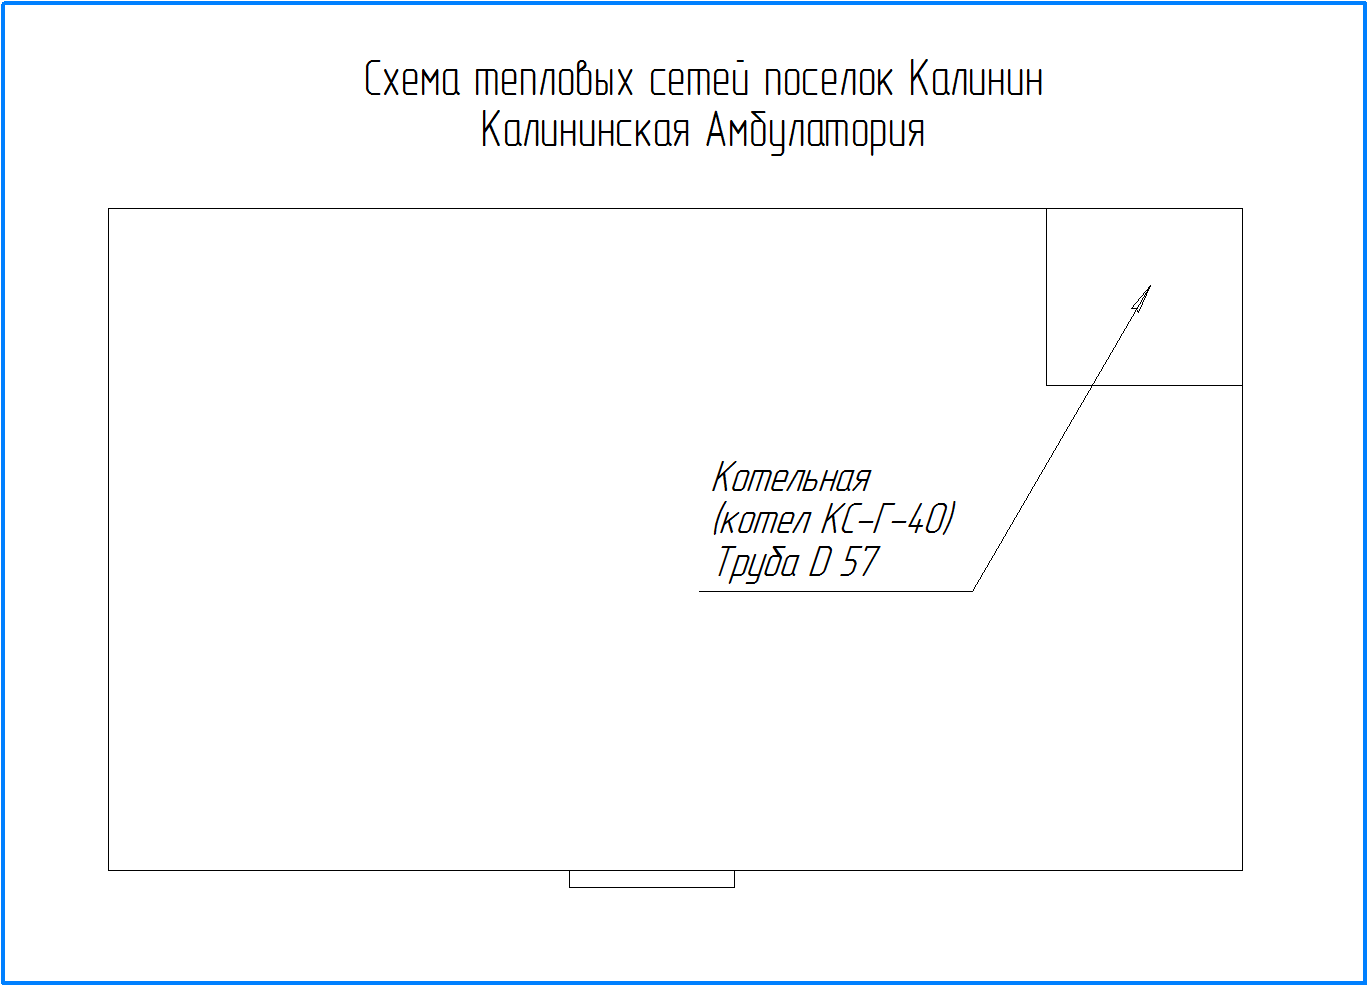 Схема тепловых сетей поселок Калинин
Калининская Амбулатория
Котельная
(котел КС-Г-40)
Труба D 57